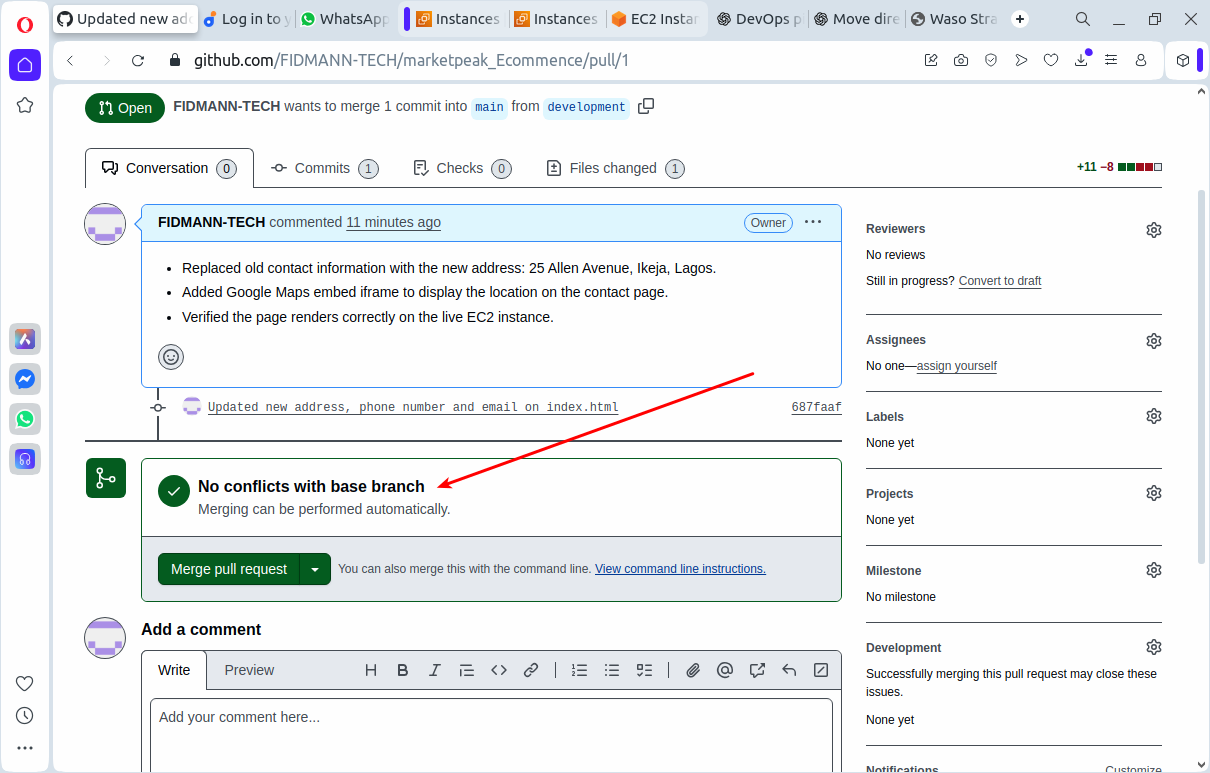 Updated new add
Log in to y
WhatsApp
Instances
Instances
EC2 Instan
DevOps p
Move dire
Waso Stra
github.com/FIDMANN-TECH/marketpeak_Ecommence/pull/1
Open
FIDMANN-TECH wants to merge 1 commit into main from development
Conversation 0
Commits 1
Checks 0
Files changed 1
+11 −8
FIDMANN-TECH commented 11 minutes ago
Owner
Replaced old contact information with the new address: 25 Allen Avenue, Ikeja, Lagos.
Added Google Maps embed iframe to display the location on the contact page.
Verified the page renders correctly on the live EC2 instance.
Updated new address, phone number and email on index.html
687faaf
No conflicts with base branch
Merging can be performed automatically.
Merge pull request
You can also merge this with the command line. View command line instructions.
Add a comment
Write
Preview
Add your comment here...
Reviewers
No reviews
Still in progress? Convert to draft
Assignees
No one—assign yourself
Labels
None yet
Projects
None yet
Milestone
No milestone
Development
Successfully merging this pull request may close these
issues.
None yet
Notifications
Customize